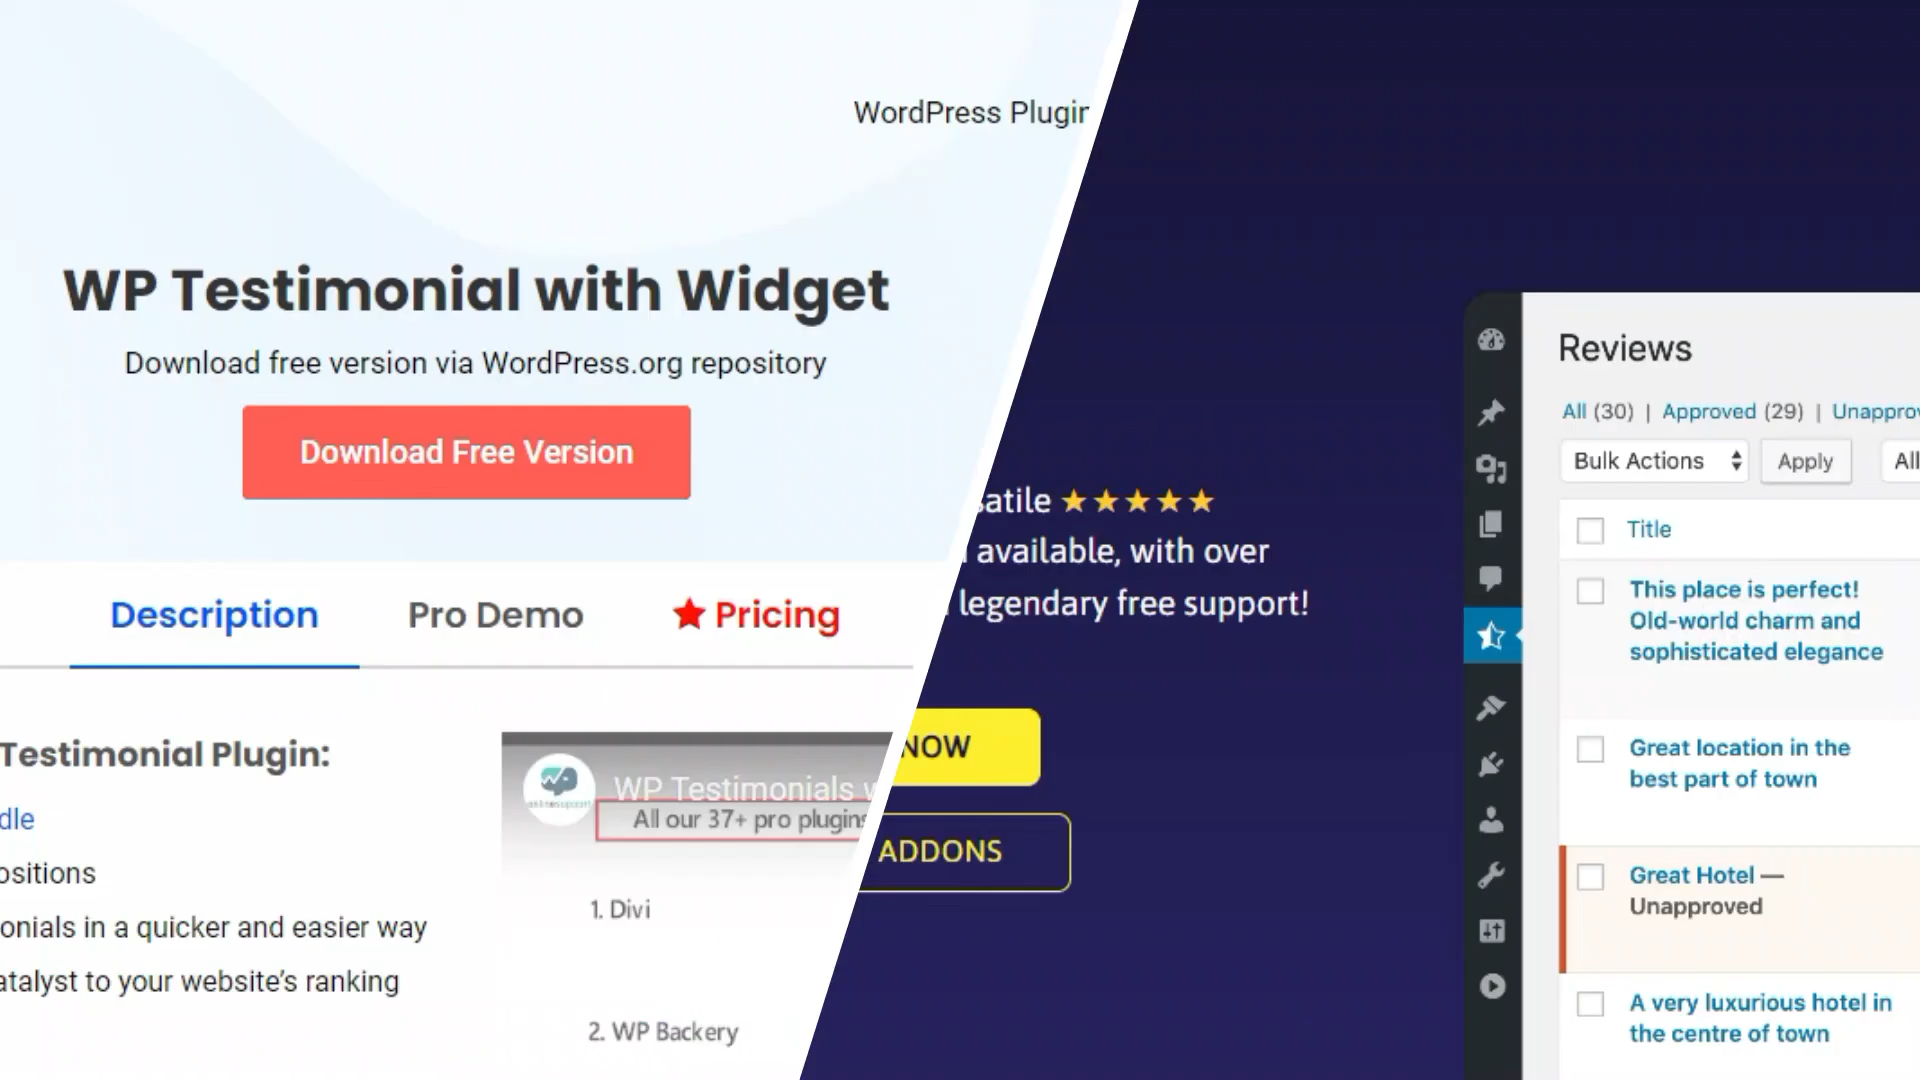 WordPress Plugin
WP Testimonial with Widget
Download free version via WordPress.org repository
Download Free Version
Description
Pro Demo
Pricing
Testimonial Plugin:
dle
ositions
onials in a quicker and easier way
atalyst to your website's ranking
WP Testimonials w
All our 37+ pro plugins
1. Divi
2. WP Backery
satile ★★★★★
available, with over
legendary free support!
NOW
ADDONS
Reviews
All (30) | Approved (29) | Unapprov
Bulk Actions
Apply
All
Title
This place is perfect!
Old-world charm and
sophisticated elegance
Great location in the
best part of town
Great Hotel —
Unapproved
A very luxurious hotel in
the centre of town